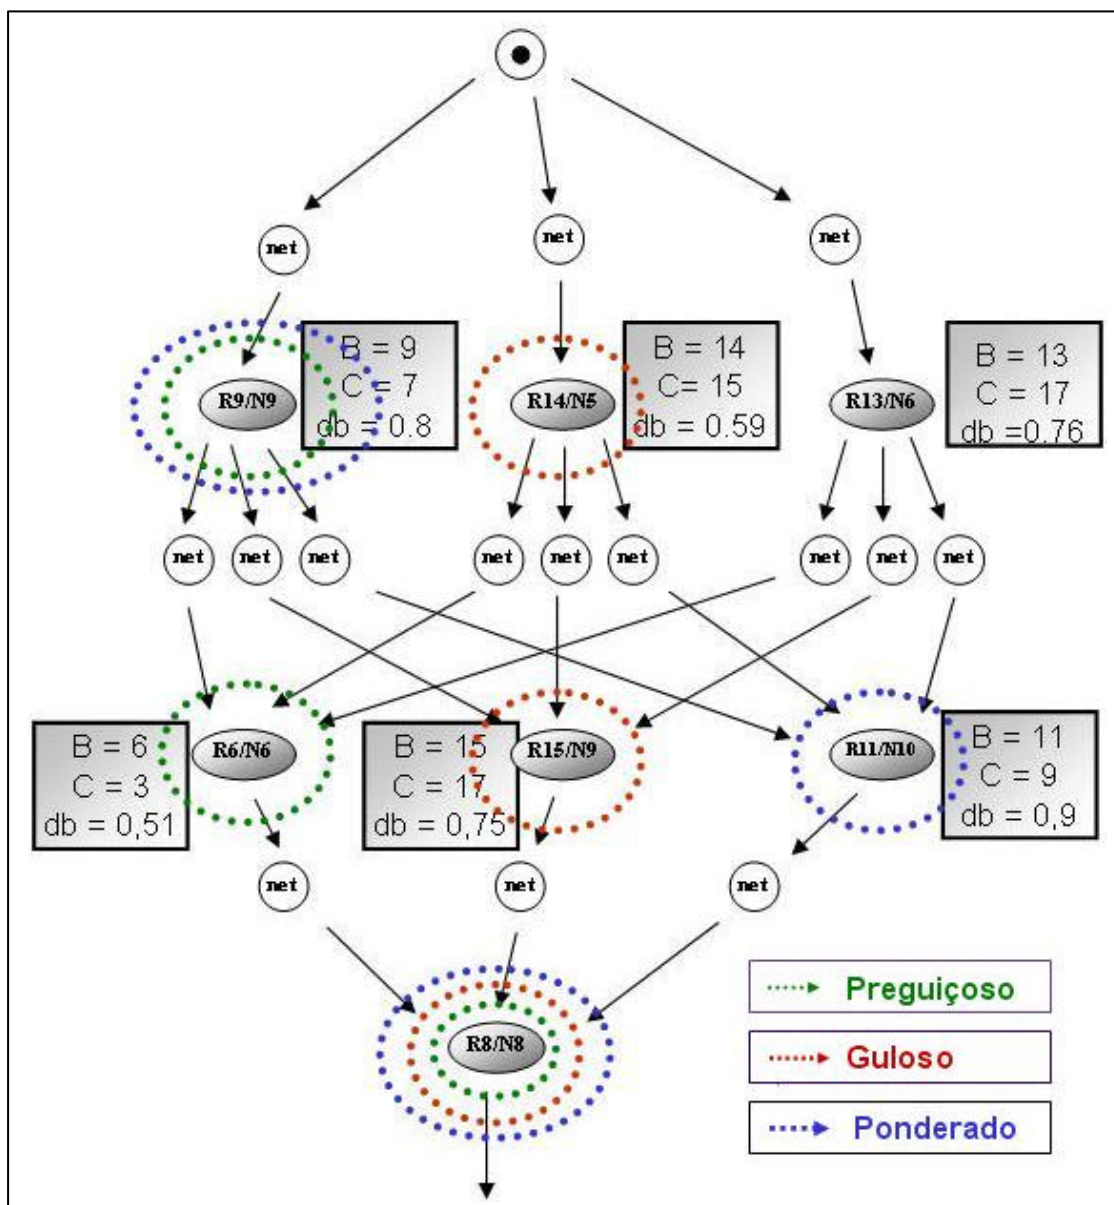 net
net
net
R9/N9
B = 9
C = 7
db = 0.8
R14/N5
B = 14
C= 15
db = 0.59
R13/N6
B = 13
C = 17
db =0.76
net
net
net
net
net
net
net
net
net
B = 6
C = 3
db = 0,51
R6/N6
B = 15
C = 17
db = 0,75
R15/N9
R11/N10
B = 11
C = 9
db = 0,9
net
net
net
R8/N8
Preguiçoso
Guloso
Ponderado